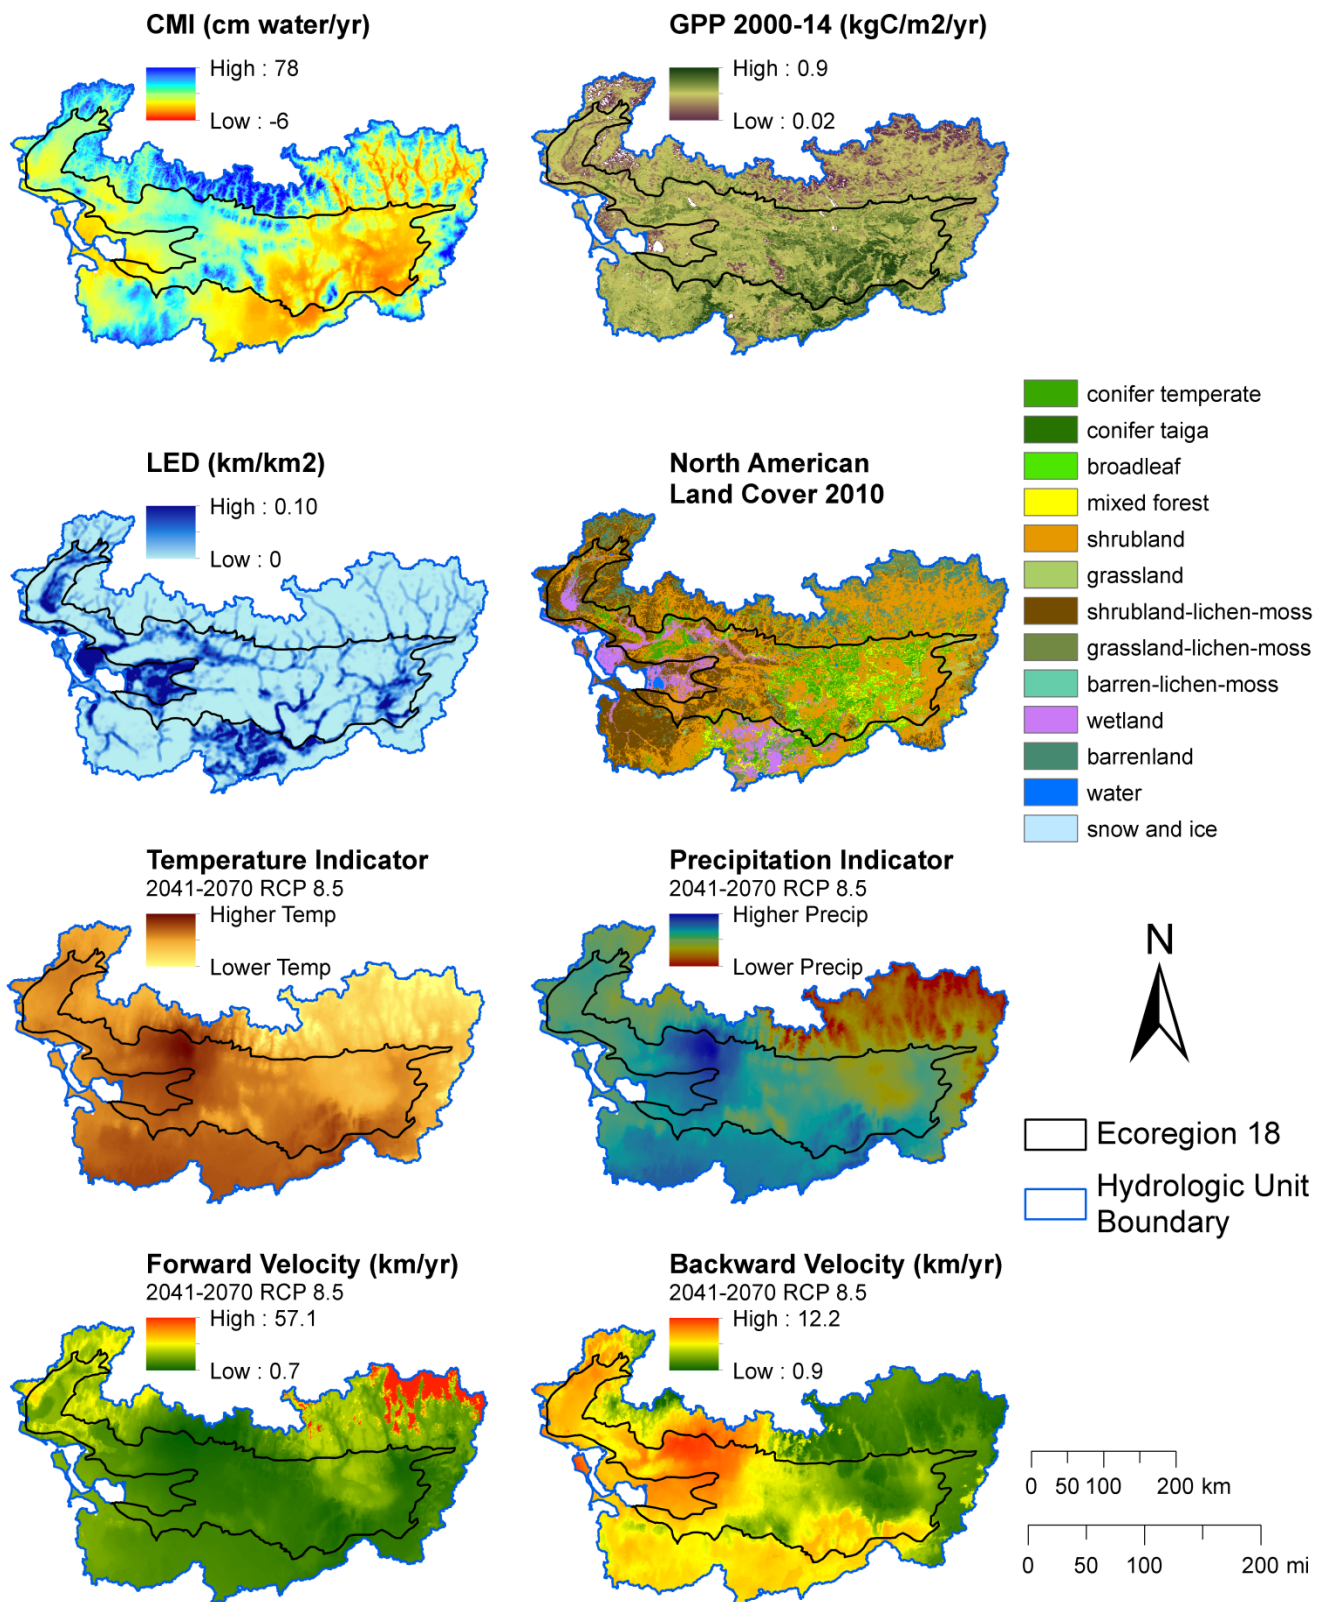 CMI (cm water/yr)
High : 78
Low : -6
GPP 2000-14 (kgC/m2/yr)
High : 0.9
Low : 0.02
LED (km/km2)
High : 0.10
Low : 0
North American
Land Cover 2010
conifer temperate
conifer taiga
broadleaf
mixed forest
shrubland
grassland
shrubland-lichen-moss
grassland-lichen-moss
barren-lichen-moss
wetland
barrenland
water
snow and ice
Temperature Indicator
2041-2070 RCP 8.5
Higher Temp
Lower Temp
Precipitation Indicator
2041-2070 RCP 8.5
Higher Precip
Lower Precip
N
Ecoregion 18
Hydrologic Unit
Boundary
Forward Velocity (km/yr)
2041-2070 RCP 8.5
High : 57.1
Low : 0.7
Backward Velocity (km/yr)
2041-2070 RCP 8.5
High : 12.2
Low : 0.9
0 50 100 200 km
0 50 100 200 mi